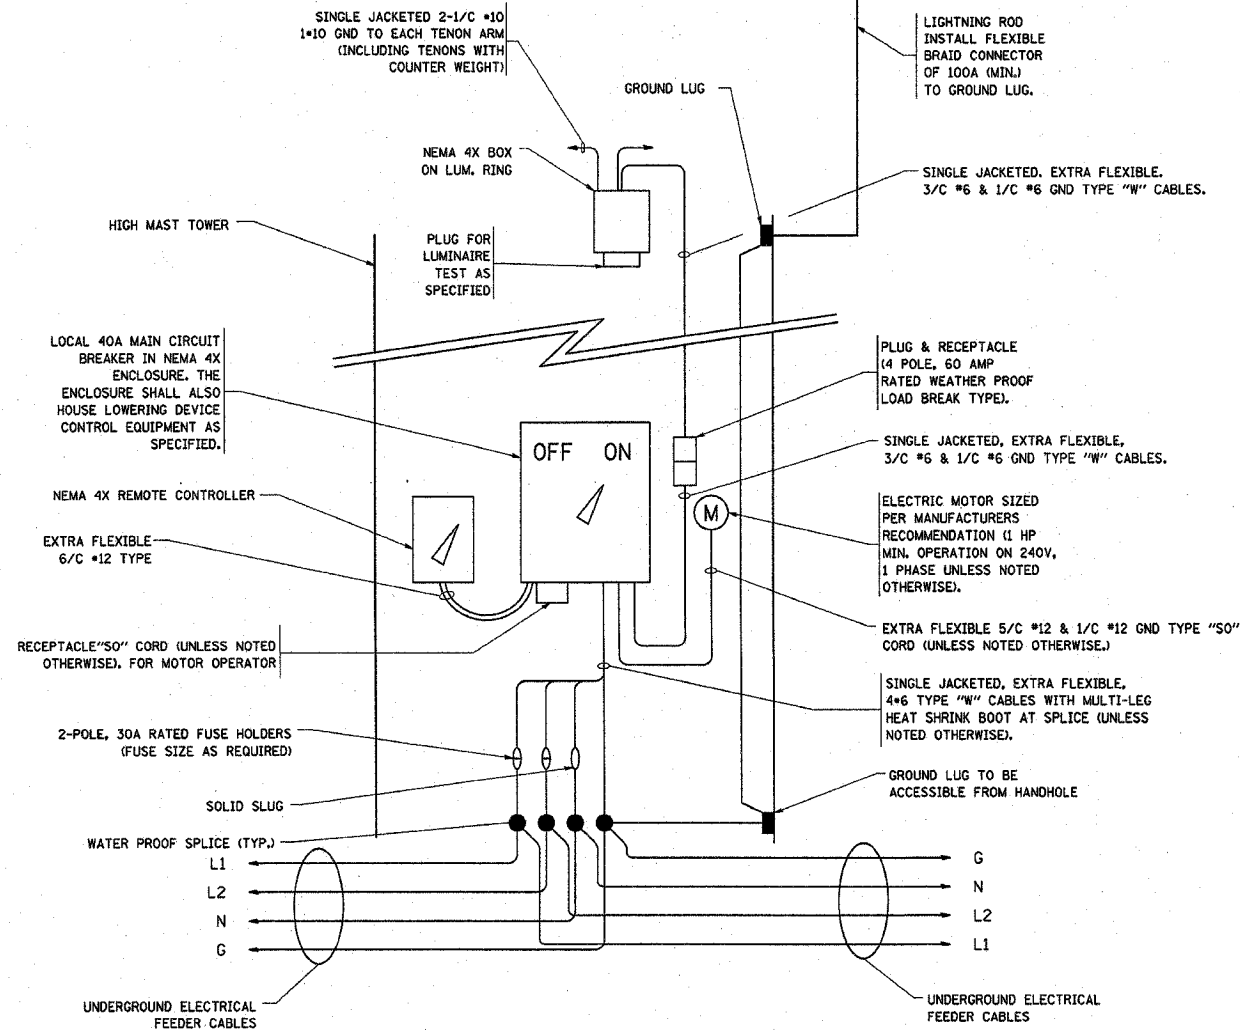 SINGLE JACKETED 2-1/C #10
1#10 GND TO EACH TENON ARM
(INCLUDING TENONS WITH
COUNTER WEIGHT)
LIGHTNING ROD
INSTALL FLEXIBLE
BRAID CONNECTOR
OF 100A (MIN.)
TO GROUND LUG.
GROUND LUG
NEMA 4X BOX
ON LUM. RING
SINGLE JACKETED. EXTRA FLEXIBLE.
3/C #6 & 1/C #6 GND TYPE "W" CABLES.
HIGH MAST TOWER
PLUG FOR
LUMINAIRE
TEST AS
SPECIFIED
LOCAL 40A MAIN CIRCUIT
BREAKER IN NEMA 4X
ENCLOSURE. THE
ENCLOSURE SHALL ALSO
HOUSE LOWERING DEVICE
CONTROL EQUIPMENT AS
SPECIFIED.
PLUG & RECEPTACLE
(4 POLE, 60 AMP
RATED WEATHER PROOF
LOAD BREAK TYPE).
OFF ON
SINGLE JACKETED, EXTRA FLEXIBLE,
3/C #6 & 1/C #6 GND TYPE "W" CABLES.
NEMA 4X REMOTE CONTROLLER
M
ELECTRIC MOTOR SIZED
PER MANUFACTURERS
RECOMMENDATION (1 HP
MIN. OPERATION ON 240V,
1 PHASE UNLESS NOTED
OTHERWISE).
EXTRA FLEXIBLE
6/C #12 TYPE
RECEPTACLE"SO" CORD (UNLESS NOTED
OTHERWISE). FOR MOTOR OPERATOR
EXTRA FLEXIBLE 5/C #12 & 1/C #12 GND TYPE "SO"
CORD (UNLESS NOTED OTHERWISE.)
SINGLE JACKETED, EXTRA FLEXIBLE,
4#6 TYPE "W" CABLES WITH MULTI-LEG
HEAT SHRINK BOOT AT SPLICE (UNLESS
NOTED OTHERWISE).
2-POLE, 30A RATED FUSE HOLDERS
(FUSE SIZE AS REQUIRED)
SOLID SLUG
GROUND LUG TO BE
ACCESSIBLE FROM HANDHOLE
WATER PROOF SPLICE (TYP.)
L1
L2
N
G
G
N
L2
L1
UNDERGROUND ELECTRICAL
FEEDER CABLES
UNDERGROUND ELECTRICAL
FEEDER CABLES